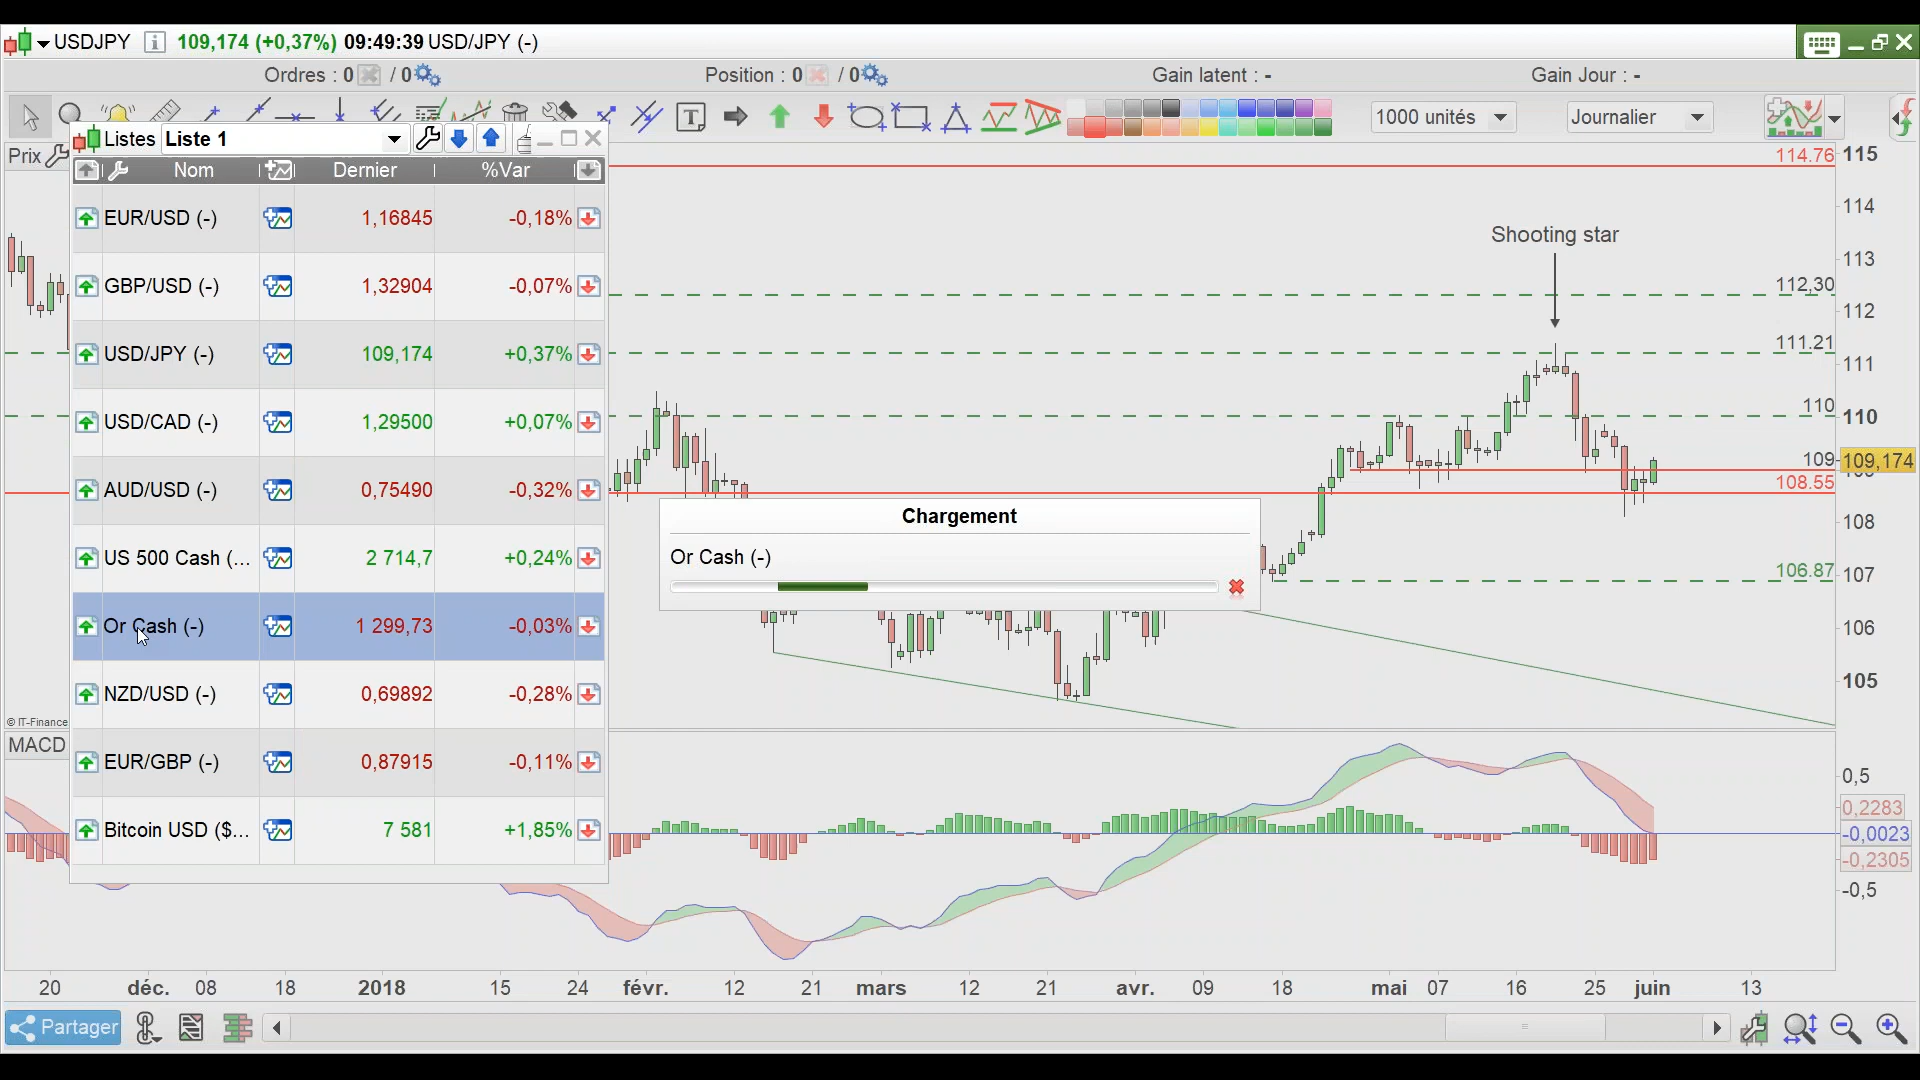 USDJPY 109,174 (+0,37%) 09:49:39 USD/JPY (-)
Ordres : 0 / 0 Position : 0 / 0 Gain latent : - Gain Jour : -
T 1000 unités Journalier
Prix
Listes Liste 1
Nom Dernier %Var
EUR/USD (-) 1,16845 -0,18%
GBP/USD (-) 1,32904 -0,07%
USD/JPY (-) 109,174 +0,37%
USD/CAD (-) 1,29500 +0,07%
AUD/USD (-) 0,75490 -0,32%
US 500 Cash (... 2 714,7 +0,24%
Or Cash (-) 1 299,73 -0,03%
NZD/USD (-) 0,69892 -0,28%
EUR/GBP (-) 0,87915 -0,11%
Bitcoin USD ($... 7 581 +1,85%
Chargement
Or Cash (-)
Shooting star
114.76
112,30
111.21
110
109
108.55
106.87
115
114
113
112
111
110
109,174
108
107
106
105
© IT-Finance
MACD
0,5
0,2283
-0,0023
-0,2305
-0,5
20 déc. 08 18 2018 15 24 févr. 12 21 mars 12 21 avr. 09 18 mai 07 16 25 juin 13
Partager